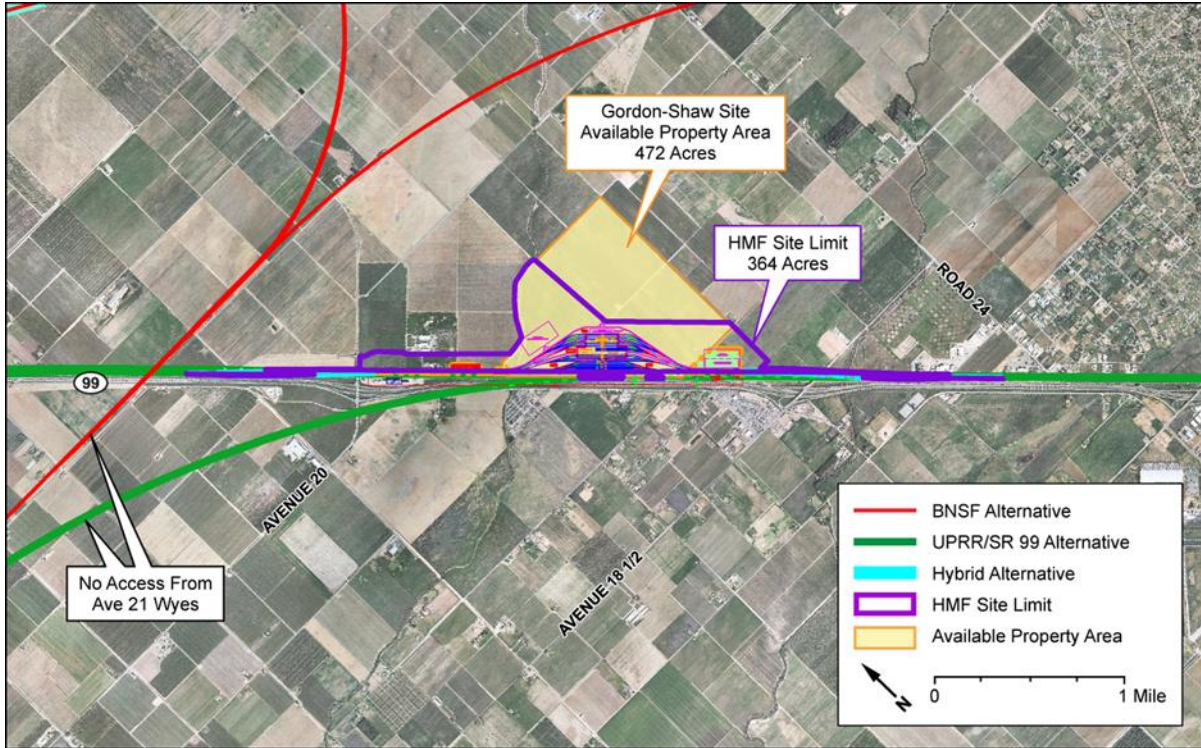 Gordon-Shaw Site
Available Property Area
472 Acres
HMF Site Limit
364 Acres
ROAD 24
99
AVENUE 20
No Access From
Ave 21 Wyes
AVENUE 18 1/2
BNSF Alternative
UPRR/SR 99 Alternative
Hybrid Alternative
HMF Site Limit
Available Property Area
N
0
1 Mile